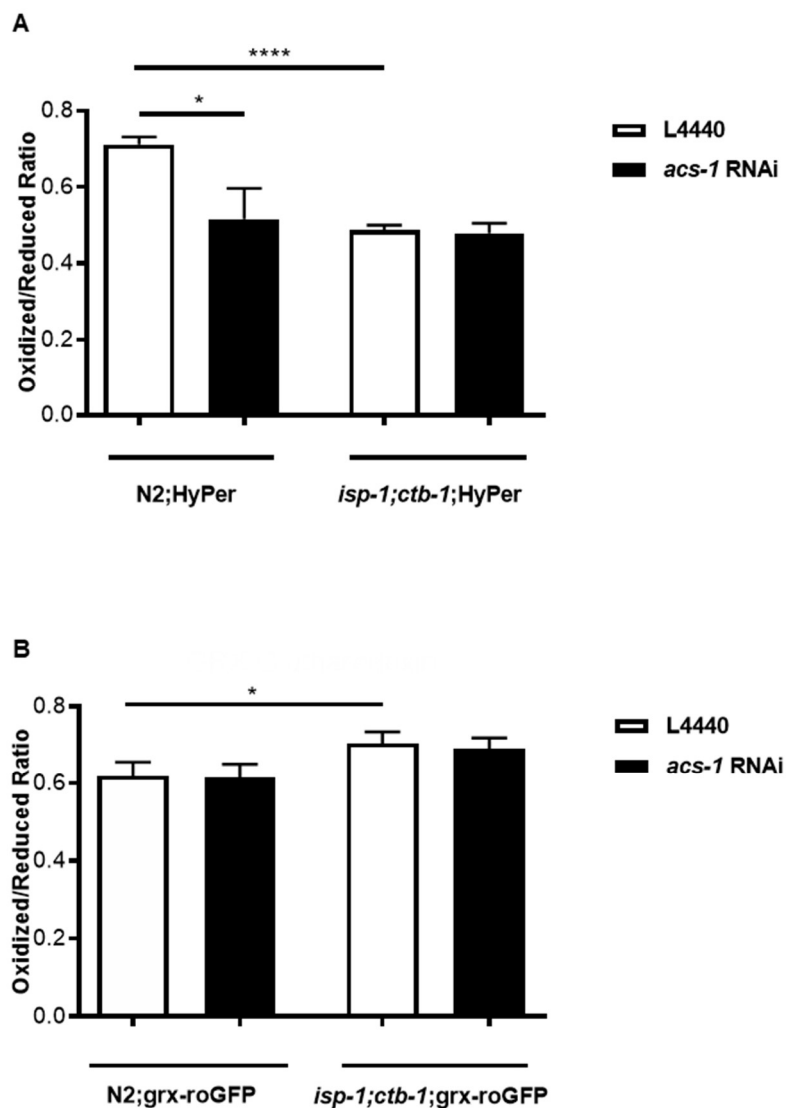 A
****
*
0.8
0.6
0.4
0.2
0.0
Oxidized/Reduced Ratio
L4440
acs-1 RNAi
N2;HyPer
isp-1;ctb-1;HyPer
B
*
0.8
0.6
0.4
0.2
0.0
Oxidized/Reduced Ratio
L4440
acs-1 RNAi
N2;grx-roGFP
isp-1;ctb-1;grx-roGFP